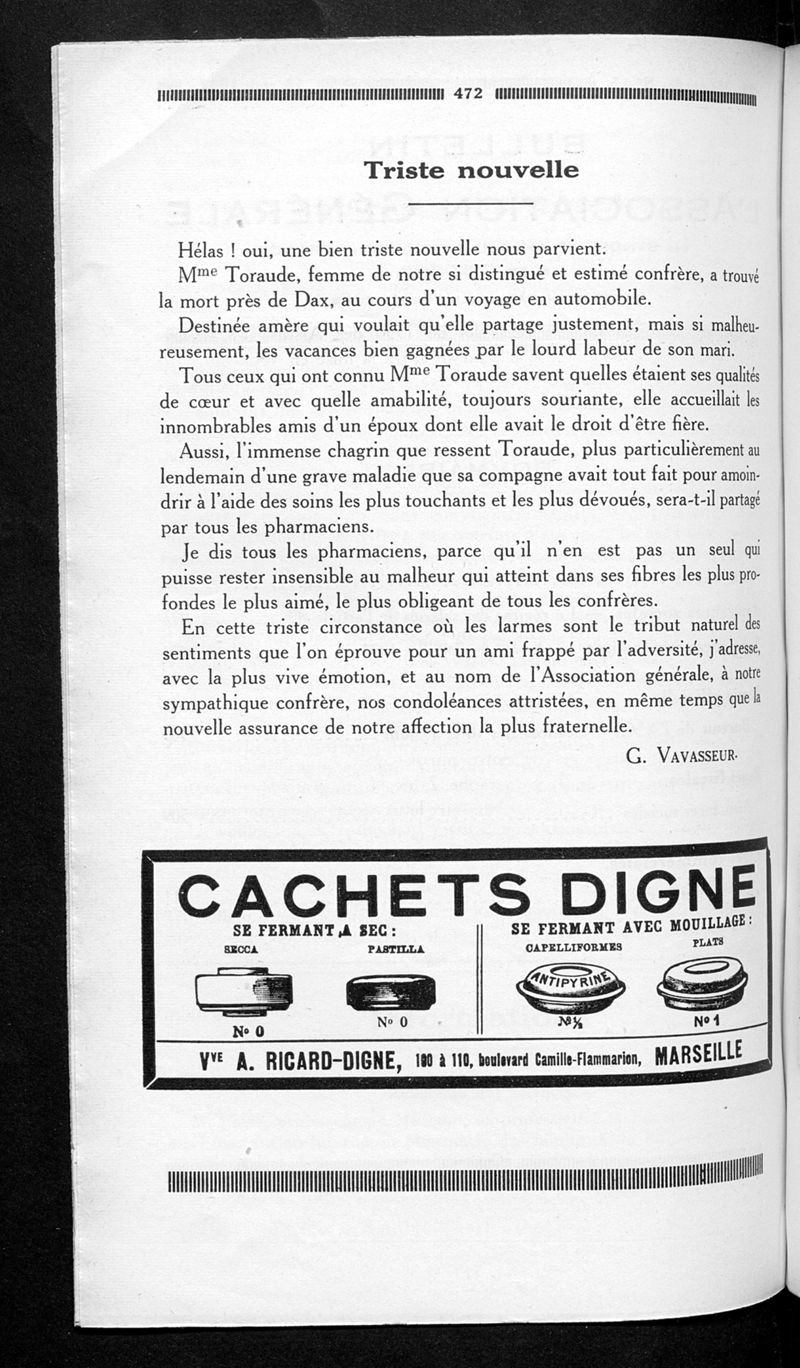 472
Triste nouvelle
Hélas ! oui, une bien triste nouvelle nous parvient.
Mme Toraude, femme de notre si distingué et estimé confrère, a trouvé
la mort près de Dax, au cours d'un voyage en automobile.
Destinée amère qui voulait qu'elle partage justement, mais si malheu-
reusement, les vacances bien gagnées par le lourd labeur de son mari.
Tous ceux qui ont connu Mme Toraude savent quelles étaient ses qualités
de cœur et avec quelle amabilité, toujours souriante, elle accueillait les
innombrables amis d'un époux dont elle avait le droit d'être fière.
Aussi, l'immense chagrin que ressent Toraude, plus particulièrement au
lendemain d'une grave maladie que sa compagne avait tout fait pour amoin-
drir à l'aide des soins les plus touchants et les plus dévoués, sera-t-il partagé
par tous les pharmaciens.
Je dis tous les pharmaciens, parce qu'il n'en est pas un seul qui
puisse rester insensible au malheur qui atteint dans ses fibres les plus pro-
fondes le plus aimé, le plus obligeant de tous les confrères.
En cette triste circonstance où les larmes sont le tribut naturel des
sentiments que l'on éprouve pour un ami frappé par l'adversité, j'adresse,
avec la plus vive émotion, et au nom de l'Association générale, à notre
sympathique confrère, nos condoléances attristées, en même temps que la
nouvelle assurance de notre affection la plus fraternelle.
G. VAVASSEUR.
CACHETS DIGNE
SE FERMANT A SEC :
SECCA PASTILLA
No 0 No 0
SE FERMANT AVEC MOUILLAGE :
CAPELLIFORMES PLATS
ANTIPYRINE
No 1
VVE A. RICARD-DIGNE, à 110, boulevard Camille-Flammarion, MARSEILLE